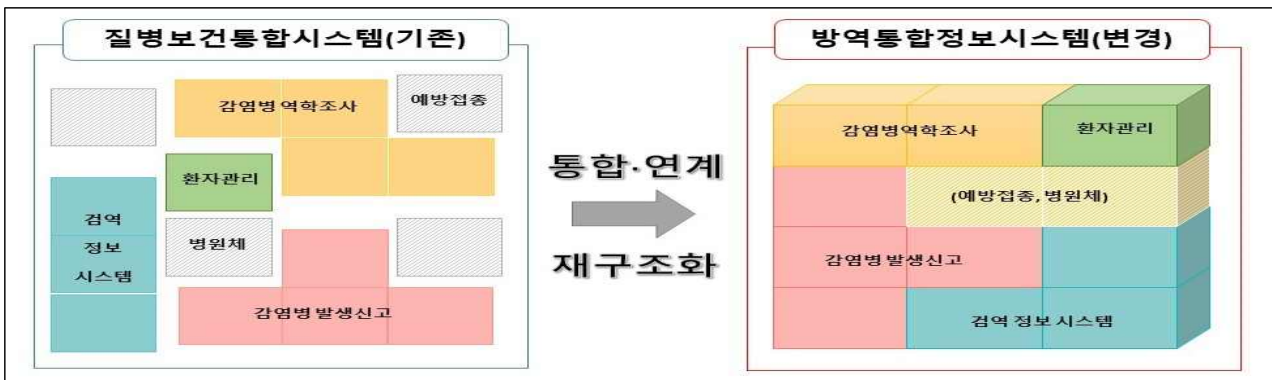 질병보건통합시스템(기존)
감염병 역학조사
예방접종
환자관리
검역
정보
시스템
병원체
감염병 발생신고
통합·연계
재구조화
방역통합정보시스템(변경)
감염병역학조사
환자관리
(예방접종, 병원체)
감염병 발생신고
검역 정보 시스템